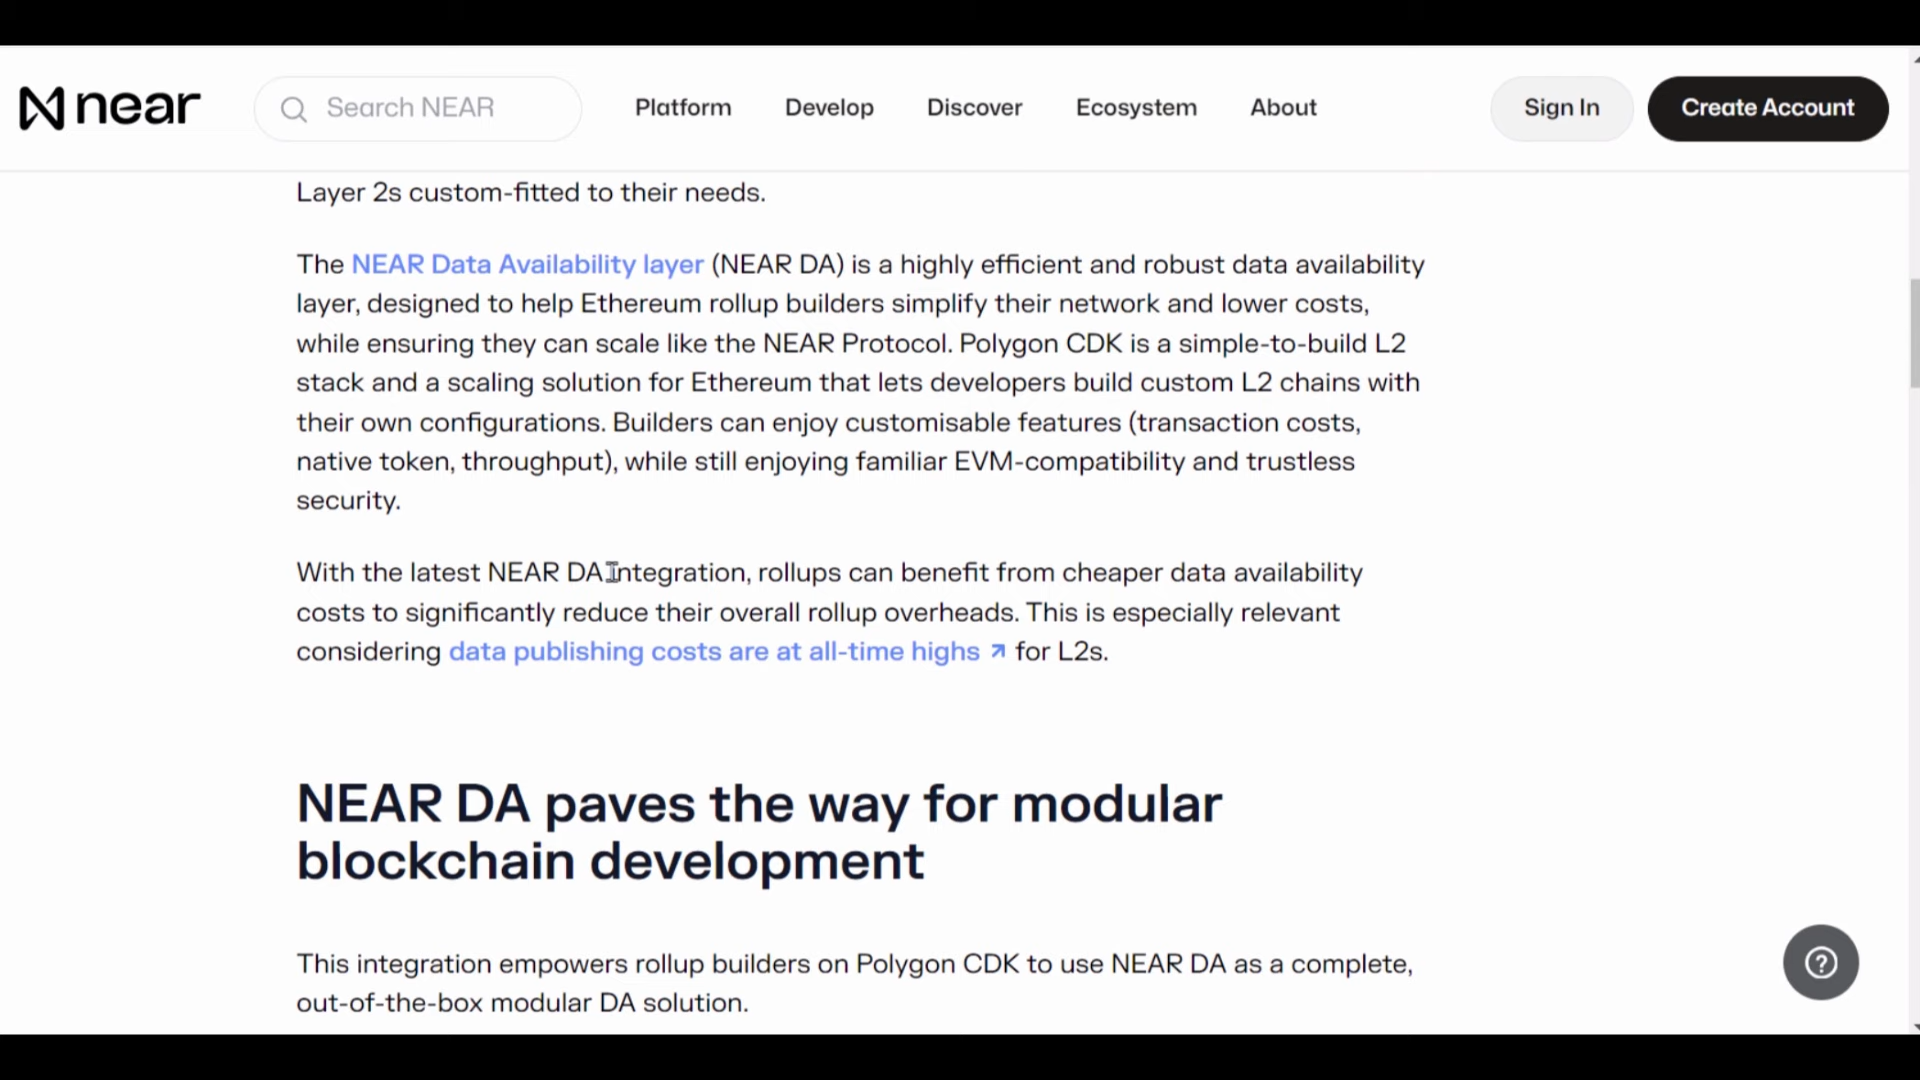 near
Search NEAR
Platform
Develop
Discover
Ecosystem
About
Sign In
Create Account
Layer 2s custom-fitted to their needs.
The NEAR Data Availability layer (NEAR DA) is a highly efficient and robust data availability
layer, designed to help Ethereum rollup builders simplify their network and lower costs,
while ensuring they can scale like the NEAR Protocol. Polygon CDK is a simple-to-build L2
stack and a scaling solution for Ethereum that lets developers build custom L2 chains with
their own configurations. Builders can enjoy customisable features (transaction costs,
native token, throughput), while still enjoying familiar EVM-compatibility and trustless
security.
With the latest NEAR DA integration, rollups can benefit from cheaper data availability
costs to significantly reduce their overall rollup overheads. This is especially relevant
considering data publishing costs are at all-time highs ↗ for L2s.
NEAR DA paves the way for modular
blockchain development
This integration empowers rollup builders on Polygon CDK to use NEAR DA as a complete,
out-of-the-box modular DA solution.